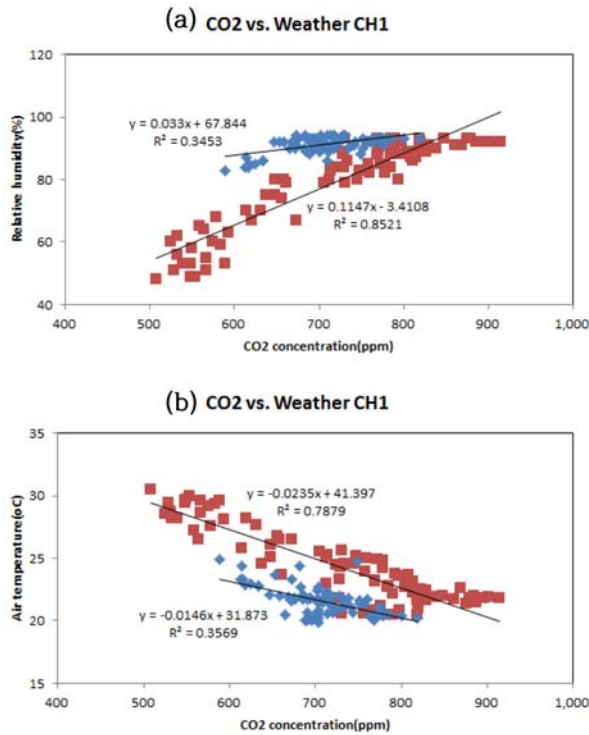 (a) CO2 vs. Weather CH1
Relative humidity(%)
120
100
80
60
40
y = 0.033x + 67.844
R² = 0.3453
y = 0.1147x - 3.4108
R² = 0.8521
400 500 600 700 800 900 1,000
CO2 concentration(ppm)
(b) CO2 vs. Weather CH1
Air temperature(oC)
35
30
25
20
15
y = -0.0235x + 41.397
R² = 0.7879
y = -0.0146x + 31.873
R² = 0.3569
400 500 600 700 800 900 1,000
CO2 concentration(ppm)